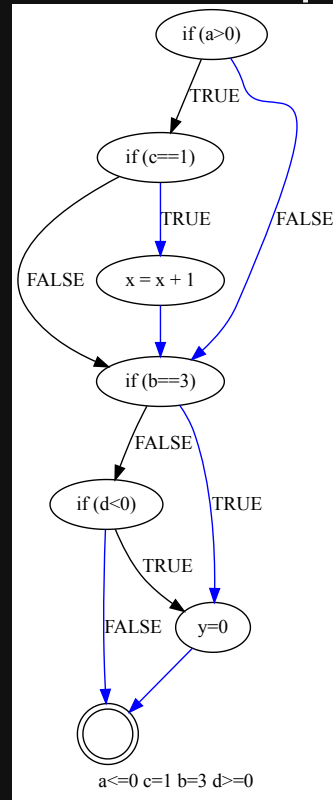 if (a>0)
TRUE
if (c==1)
TRUE
FALSE
FALSE
x = x + 1
if (b==3)
FALSE
if (d<0)
TRUE
TRUE
FALSE
y=0
a<=0 c=1 b=3 d>=0